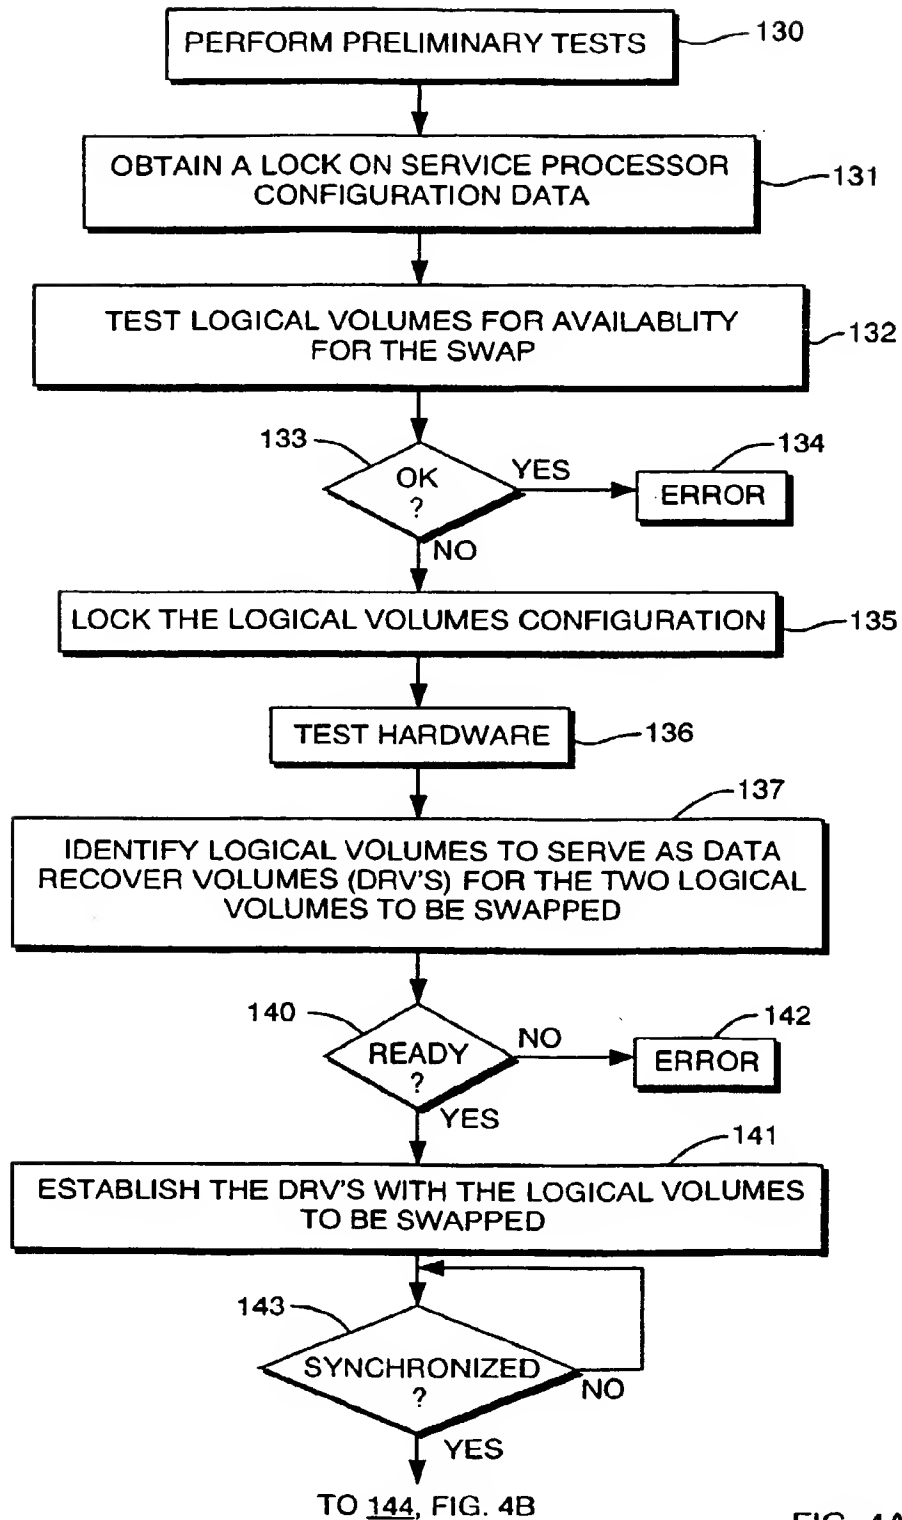 PERFORM PRELIMINARY TESTS
130
OBTAIN A LOCK ON SERVICE PROCESSOR
CONFIGURATION DATA
131
TEST LOGICAL VOLUMES FOR AVAILABLITY
FOR THE SWAP
132
133
OK
?
YES
134
ERROR
NO
LOCK THE LOGICAL VOLUMES CONFIGURATION
135
TEST HARDWARE
136
137
IDENTIFY LOGICAL VOLUMES TO SERVE AS DATA
RECOVER VOLUMES (DRV'S) FOR THE TWO LOGICAL
VOLUMES TO BE SWAPPED
140
READY
?
NO
142
ERROR
YES
141
ESTABLISH THE DRV'S WITH THE LOGICAL VOLUMES
TO BE SWAPPED
143
SYNCHRONIZED
?
NO
YES
TO 144, FIG. 4B
FIG. 4A